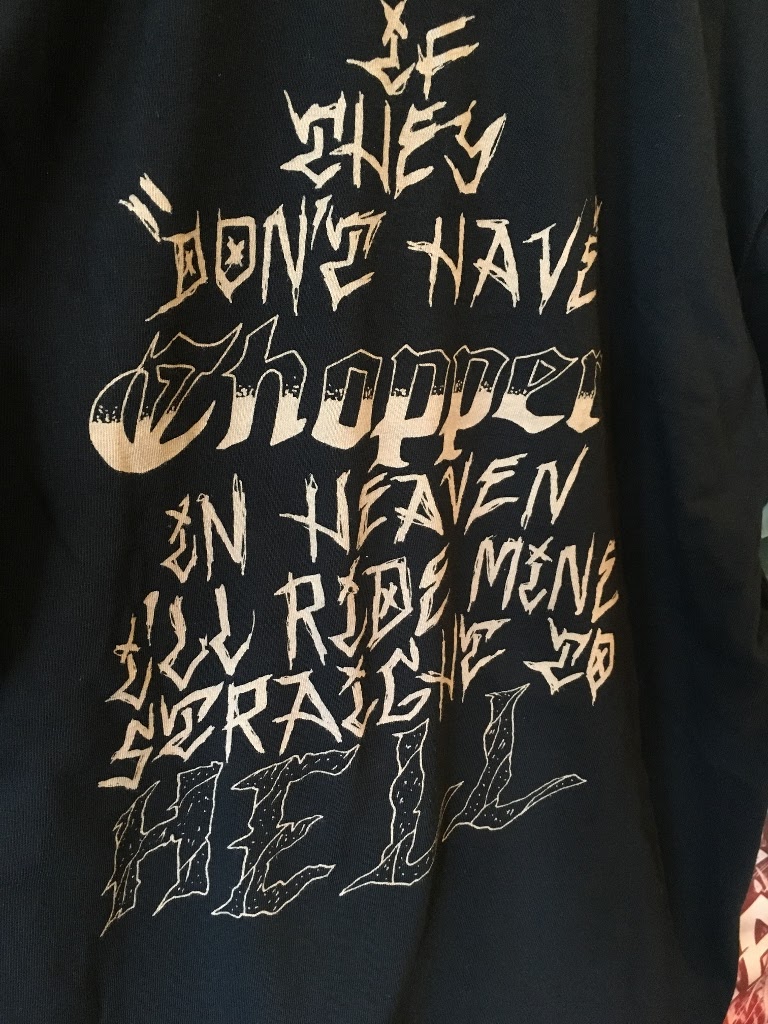 IF
THEY
"DON'T HAVE
Chopper
IN HEAVEN
I'LL RIDE MINE
STRAIGHT TO
HELL